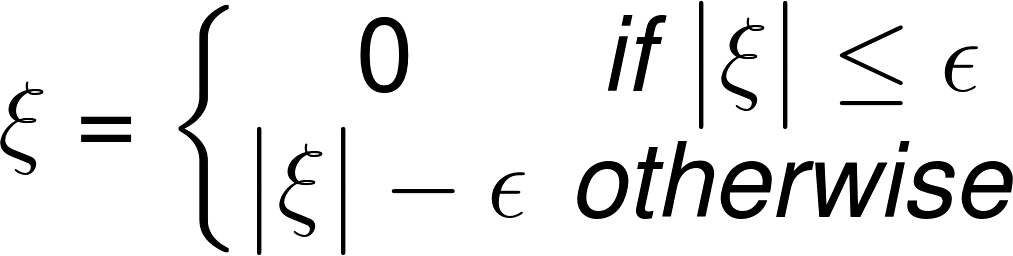 ξ = { 0 if |ξ| ≤ ϵ
|ξ| − ϵ otherwise